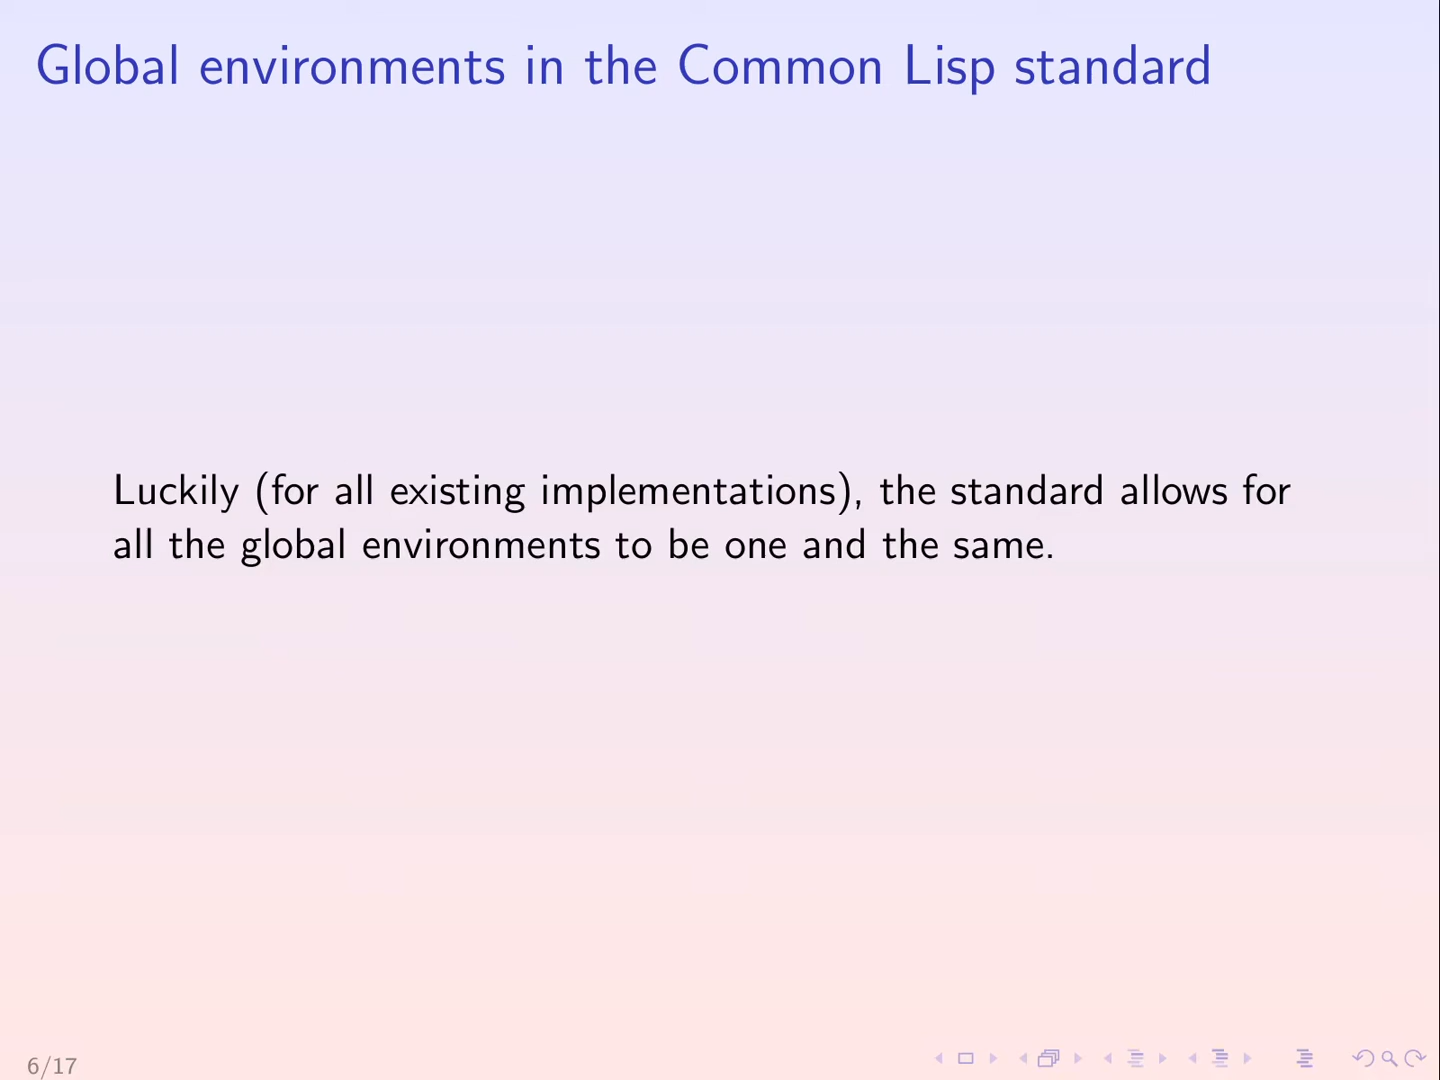 Global environments in the Common Lisp standard
Luckily (for all existing implementations), the standard allows for
all the global environments to be one and the same.
6/17